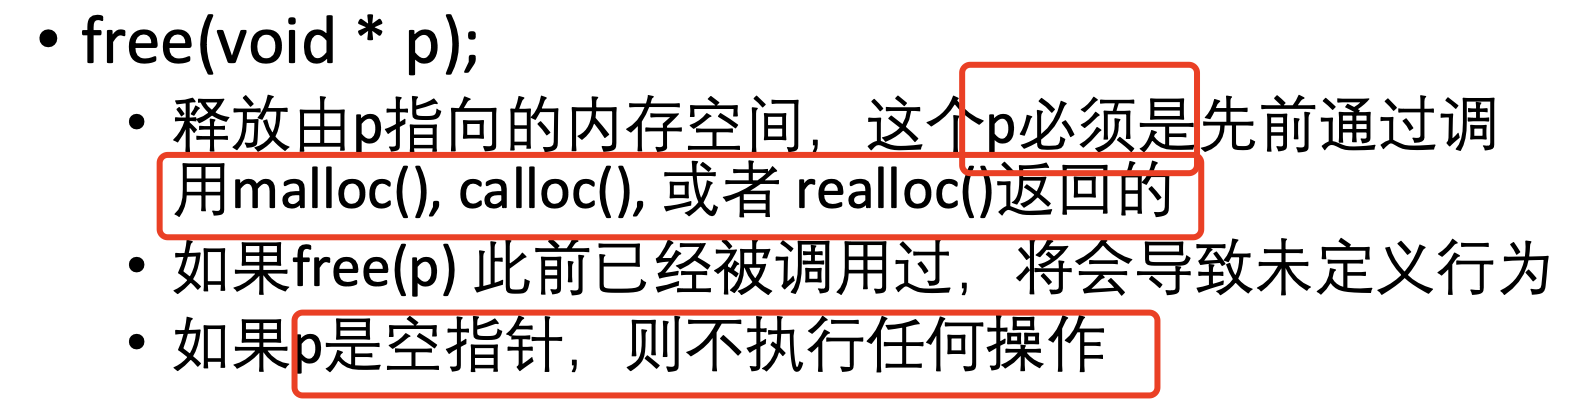 • free(void * p);
• 释放由p指向的内存空间，这个p必须是先前通过调
用malloc(), calloc(), 或者 realloc()返回的
• 如果free(p) 此前已经被调用过，将会导致未定义行为
• 如果p是空指针，则不执行任何操作